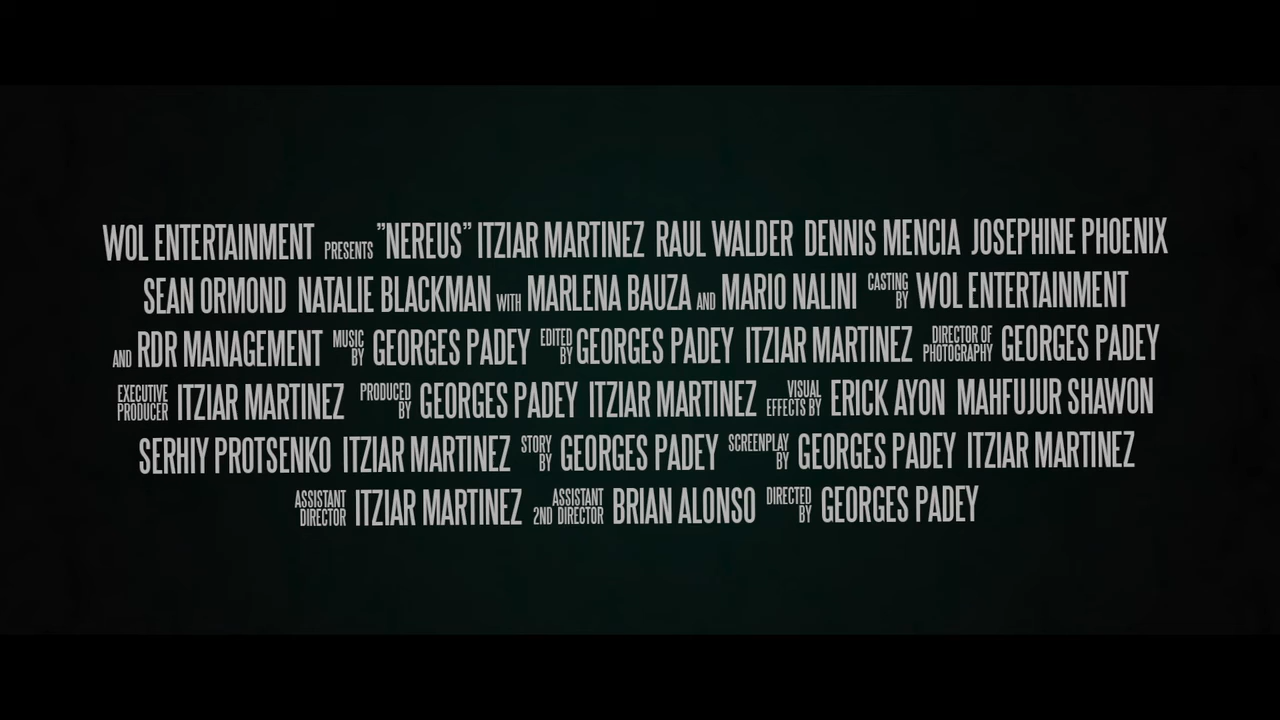 WOL ENTERTAINMENT PRESENTS "NEREUS" ITZIAR MARTINEZ RAUL WALDER DENNIS MENCIA JOSEPHINE PHOENIX
SEAN ORMOND NATALIE BLACKMAN WITH MARLENA BAUZA AND MARIO NALINI CASTING BY WOL ENTERTAINMENT
AND RDR MANAGEMENT MUSIC BY GEORGES PADEY EDITED BY GEORGES PADEY ITZIAR MARTINEZ DIRECTOR OF PHOTOGRAPHY GEORGES PADEY
EXECUTIVE PRODUCER ITZIAR MARTINEZ PRODUCED BY GEORGES PADEY ITZIAR MARTINEZ VISUAL EFFECTS BY ERICK AYON MAHFUJUR SHAWON
SERHIY PROTSENKO ITZIAR MARTINEZ STORY BY GEORGES PADEY SCREENPLAY BY GEORGES PADEY ITZIAR MARTINEZ
ASSISTANT DIRECTOR ITZIAR MARTINEZ 2ND ASSISTANT DIRECTOR BRIAN ALONSO DIRECTED BY GEORGES PADEY